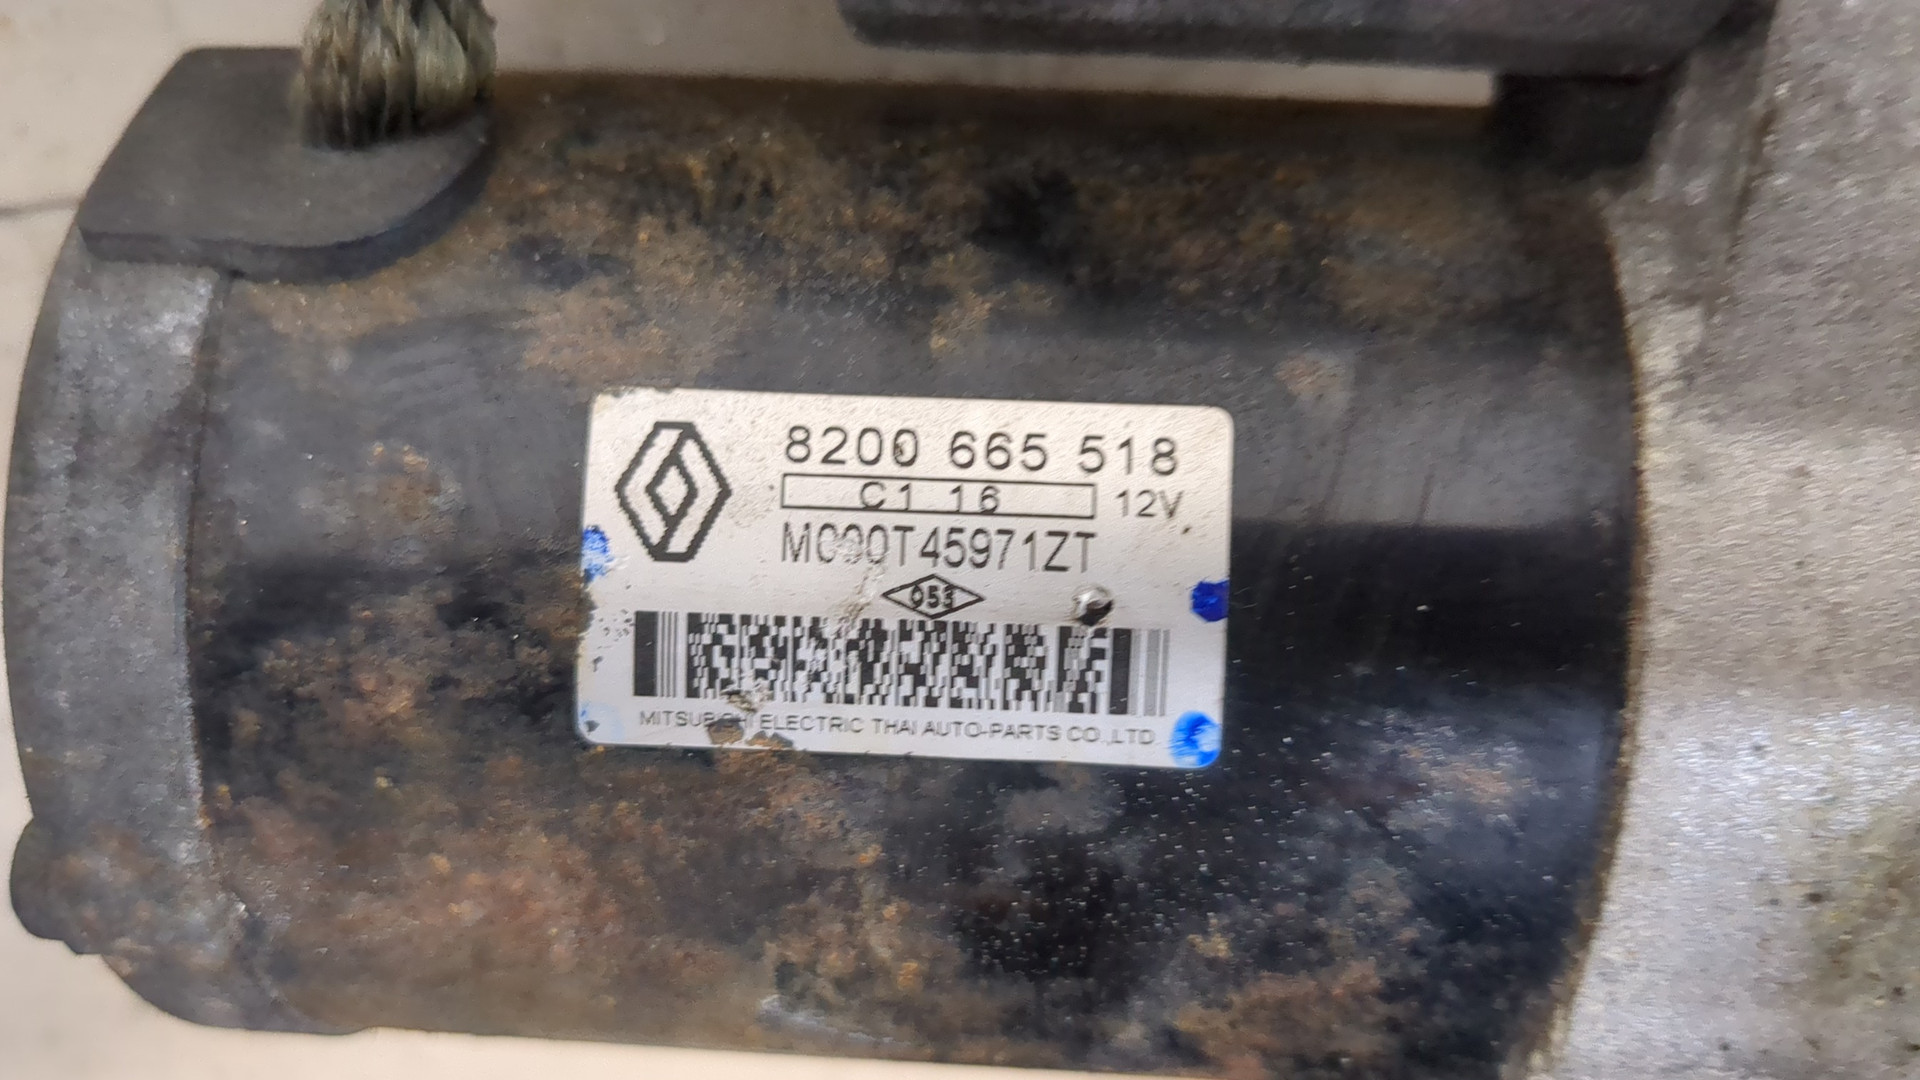 8200 665 518
C1 16 12V
M000T45971ZT
053
MITSUBISHI ELECTRIC THAI AUTO-PARTS CO.,LTD